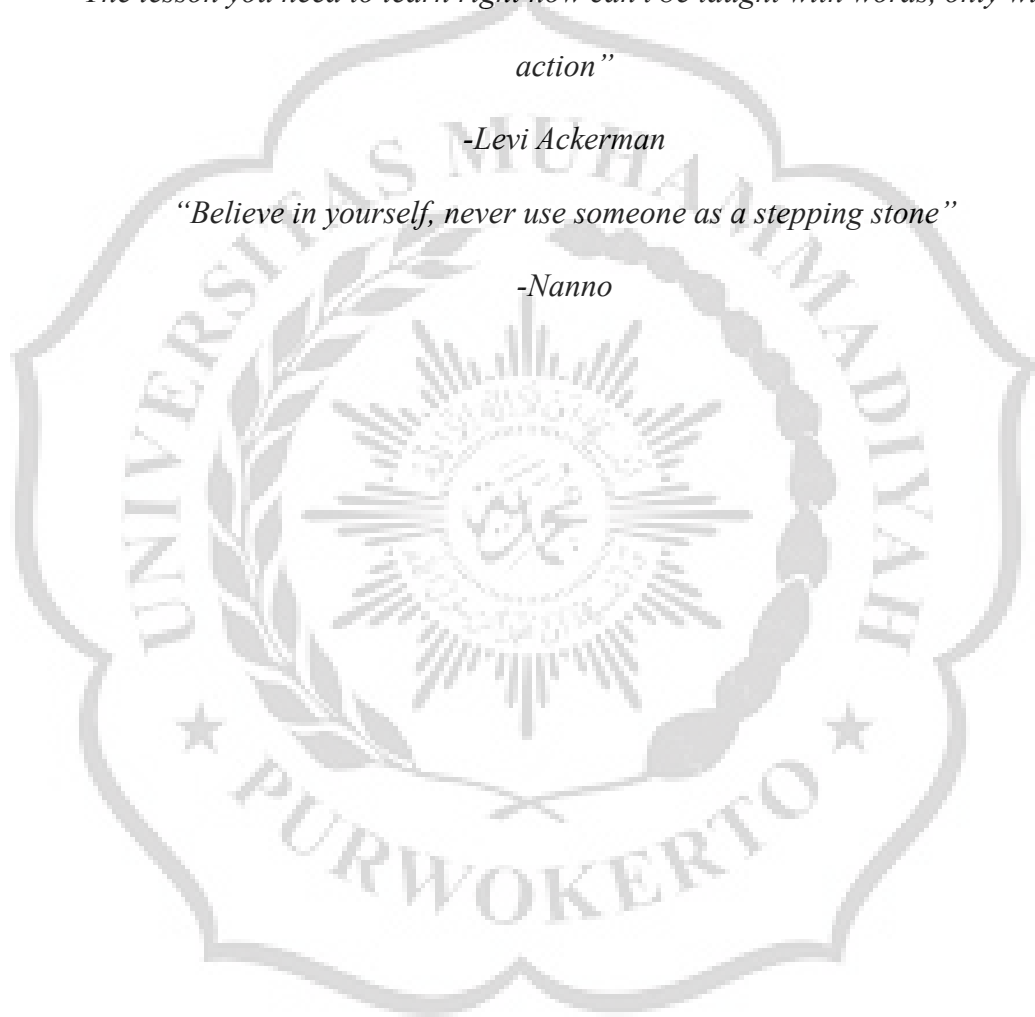 The lesson you need to learn right now can't be taught with words, only
action”
-Levi Ackerman
“Believe in yourself, never use someone as a stepping stone”
-Nanno
UNIVERSITAS MUHAMMADIYAH
PURWOKERTO